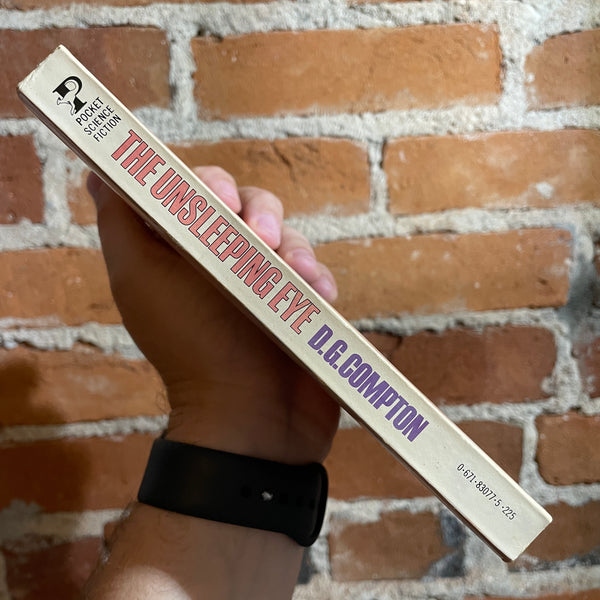 POCKET
SCIENCE
FICTION
THE UNSLEEPING EYE D.G.COMPTON
0-671-83077-5·225